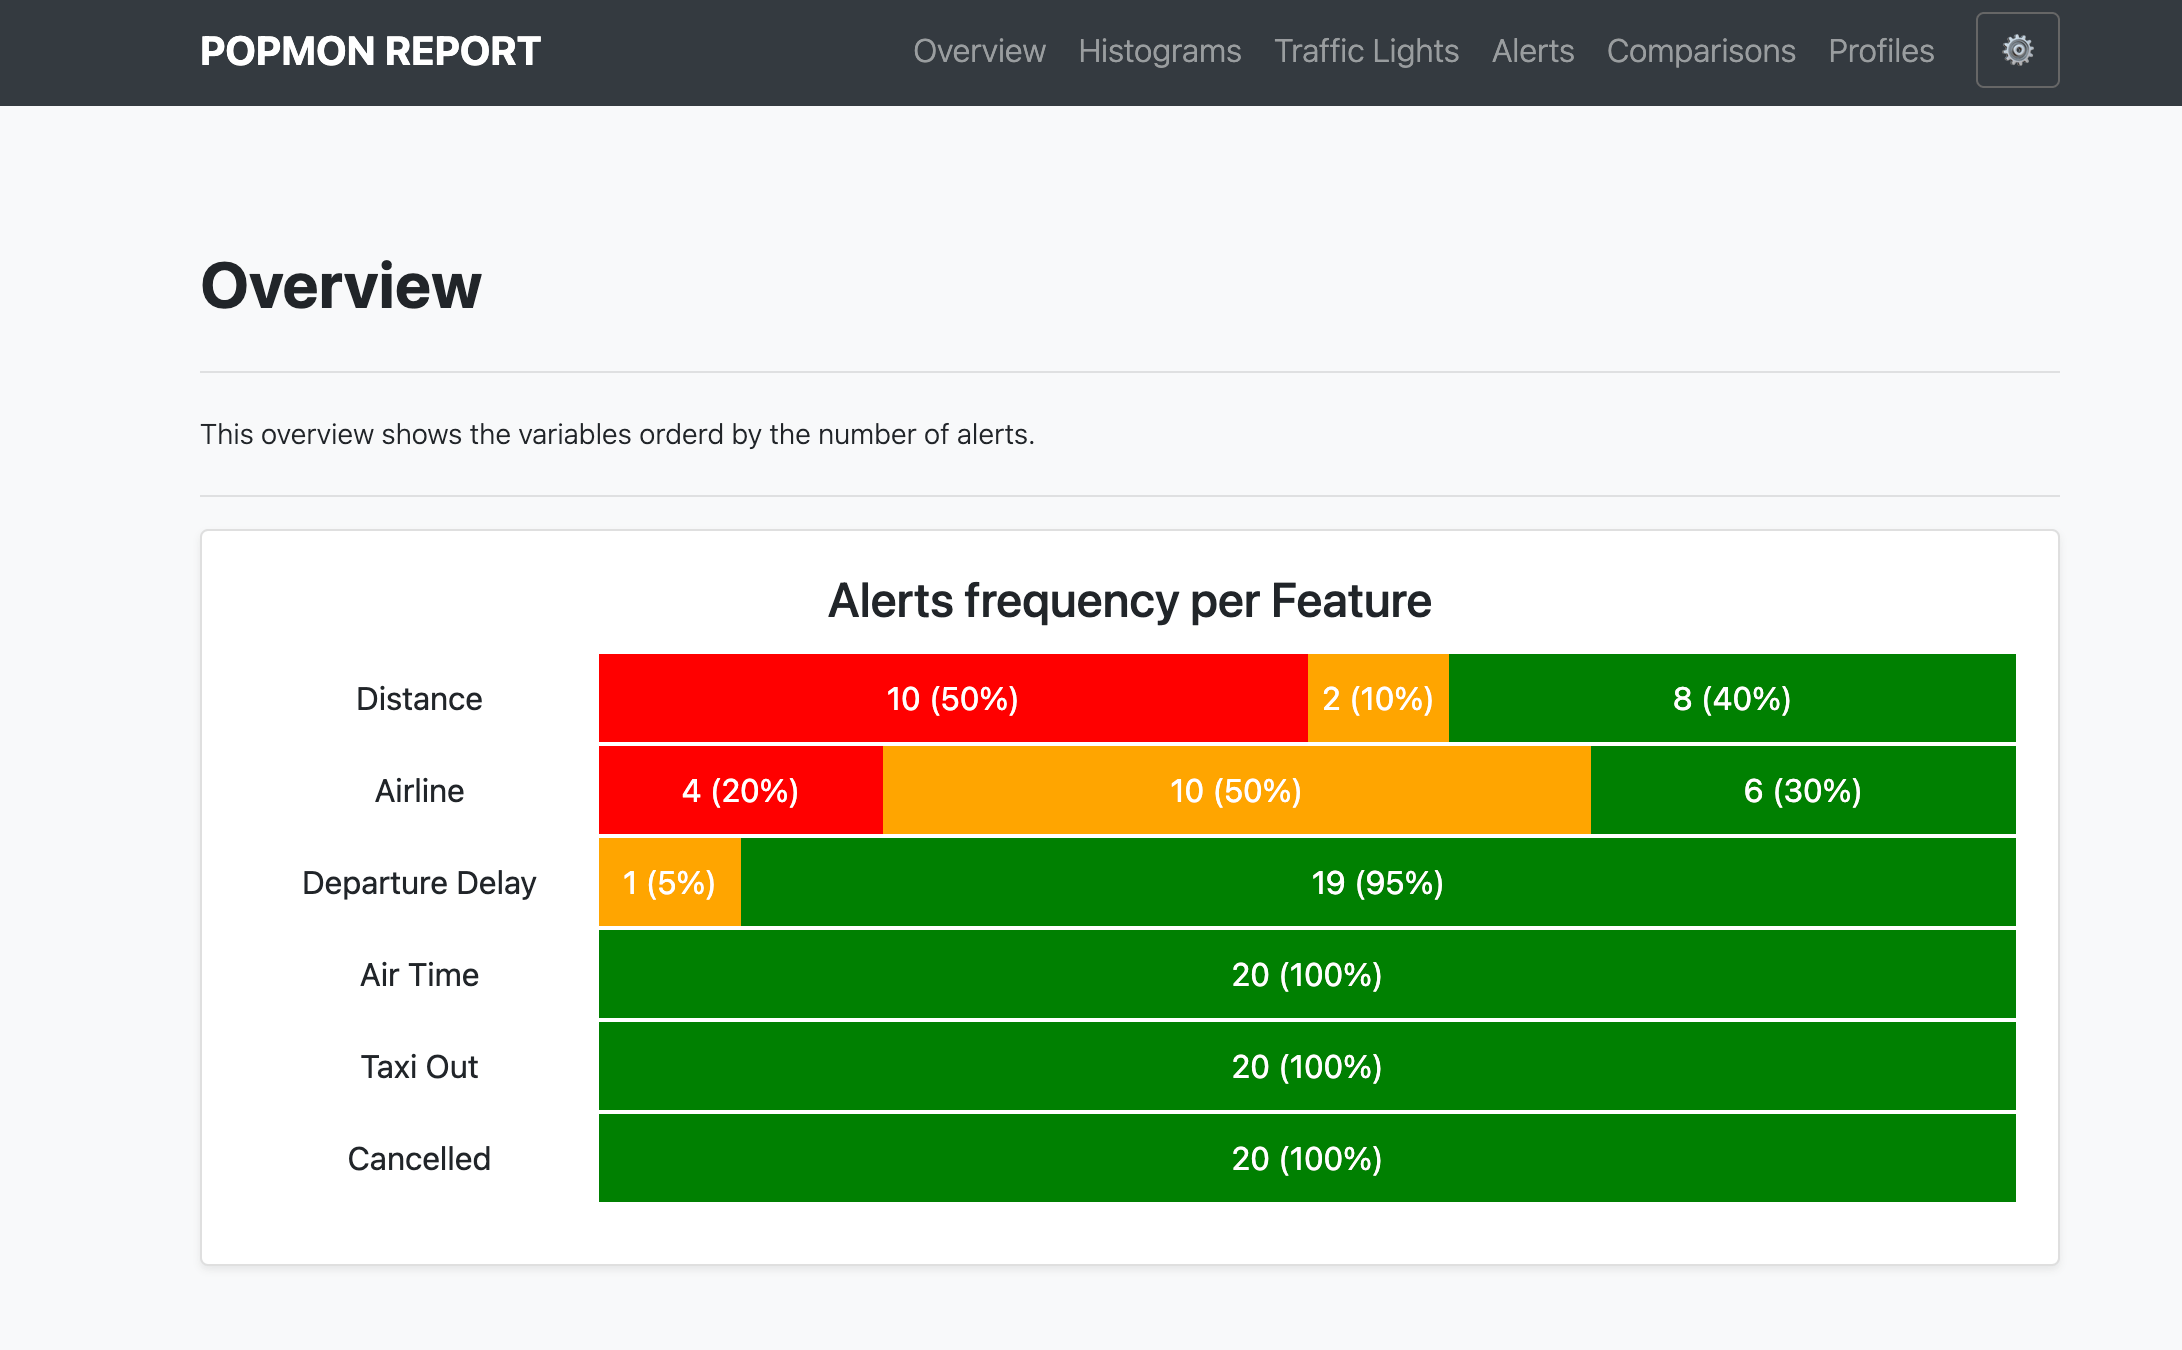 POPMON REPORT Overview Histograms Traffic Lights Alerts Comparisons Profiles
Overview
This overview shows the variables orderd by the number of alerts.
Alerts frequency per Feature
Distance 10 (50%) 2 (10%) 8 (40%)
Airline 4 (20%) 10 (50%) 6 (30%)
Departure Delay 1 (5%) 19 (95%)
Air Time 20 (100%)
Taxi Out 20 (100%)
Cancelled 20 (100%)